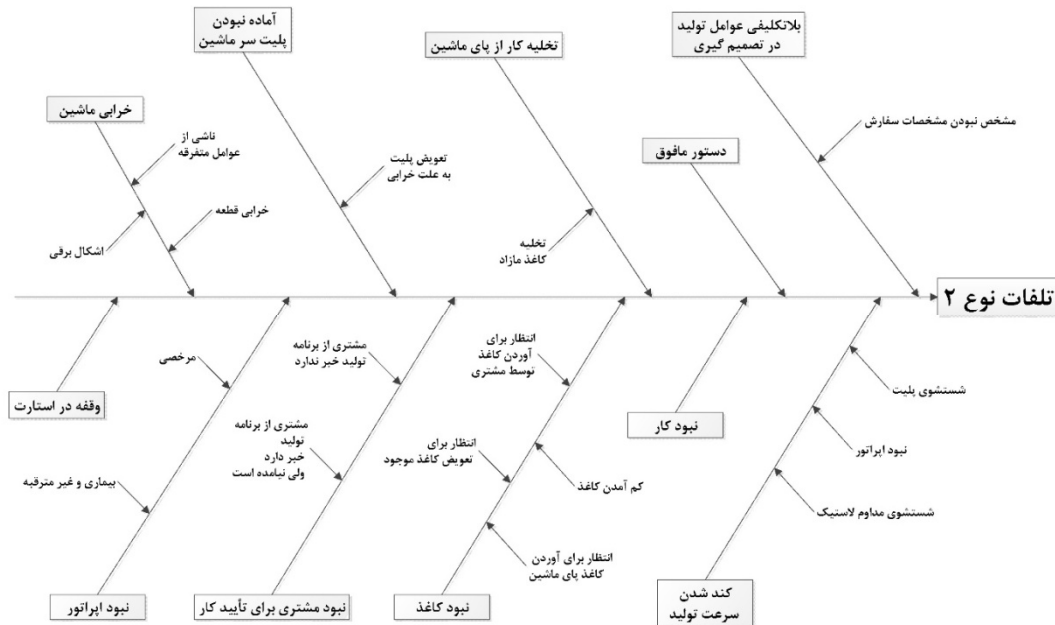 آماده نبودن
پلیت سر ماشین
تخلیه کار از پای ماشین
بلاتکلیفی عوامل تولید
در تصمیم گیری
خرابی ماشین
ناشی از
عوامل متفرقه
خرابی قطعه
اشکال برقی
تعویض پلیت
به علت خرابی
تخلیه
کاغذ مازاد
دستور مافوق
مشخص نبودن مشخصات سفارش
تلفات نوع ۲
وقفه در استارت
مرخصی
بیماری و غیر مترقبه
نبود اپراتور
مشتری از برنامه
تولید خبر ندارد
مشتری از برنامه
تولید
خبر دارد
ولی نیامده است
نبود مشتری برای تأیید کار
انتظار برای
آوردن کاغذ
توسط مشتری
انتظار برای
تعویض کاغذ موجود
کم آمدن کاغذ
انتظار برای آوردن
کاغذ پای ماشین
نبود کاغذ
نبود کار
شستشوی پلیت
نبود اپراتور
شستشوی مداوم لاستیک
کند شدن
سرعت تولید